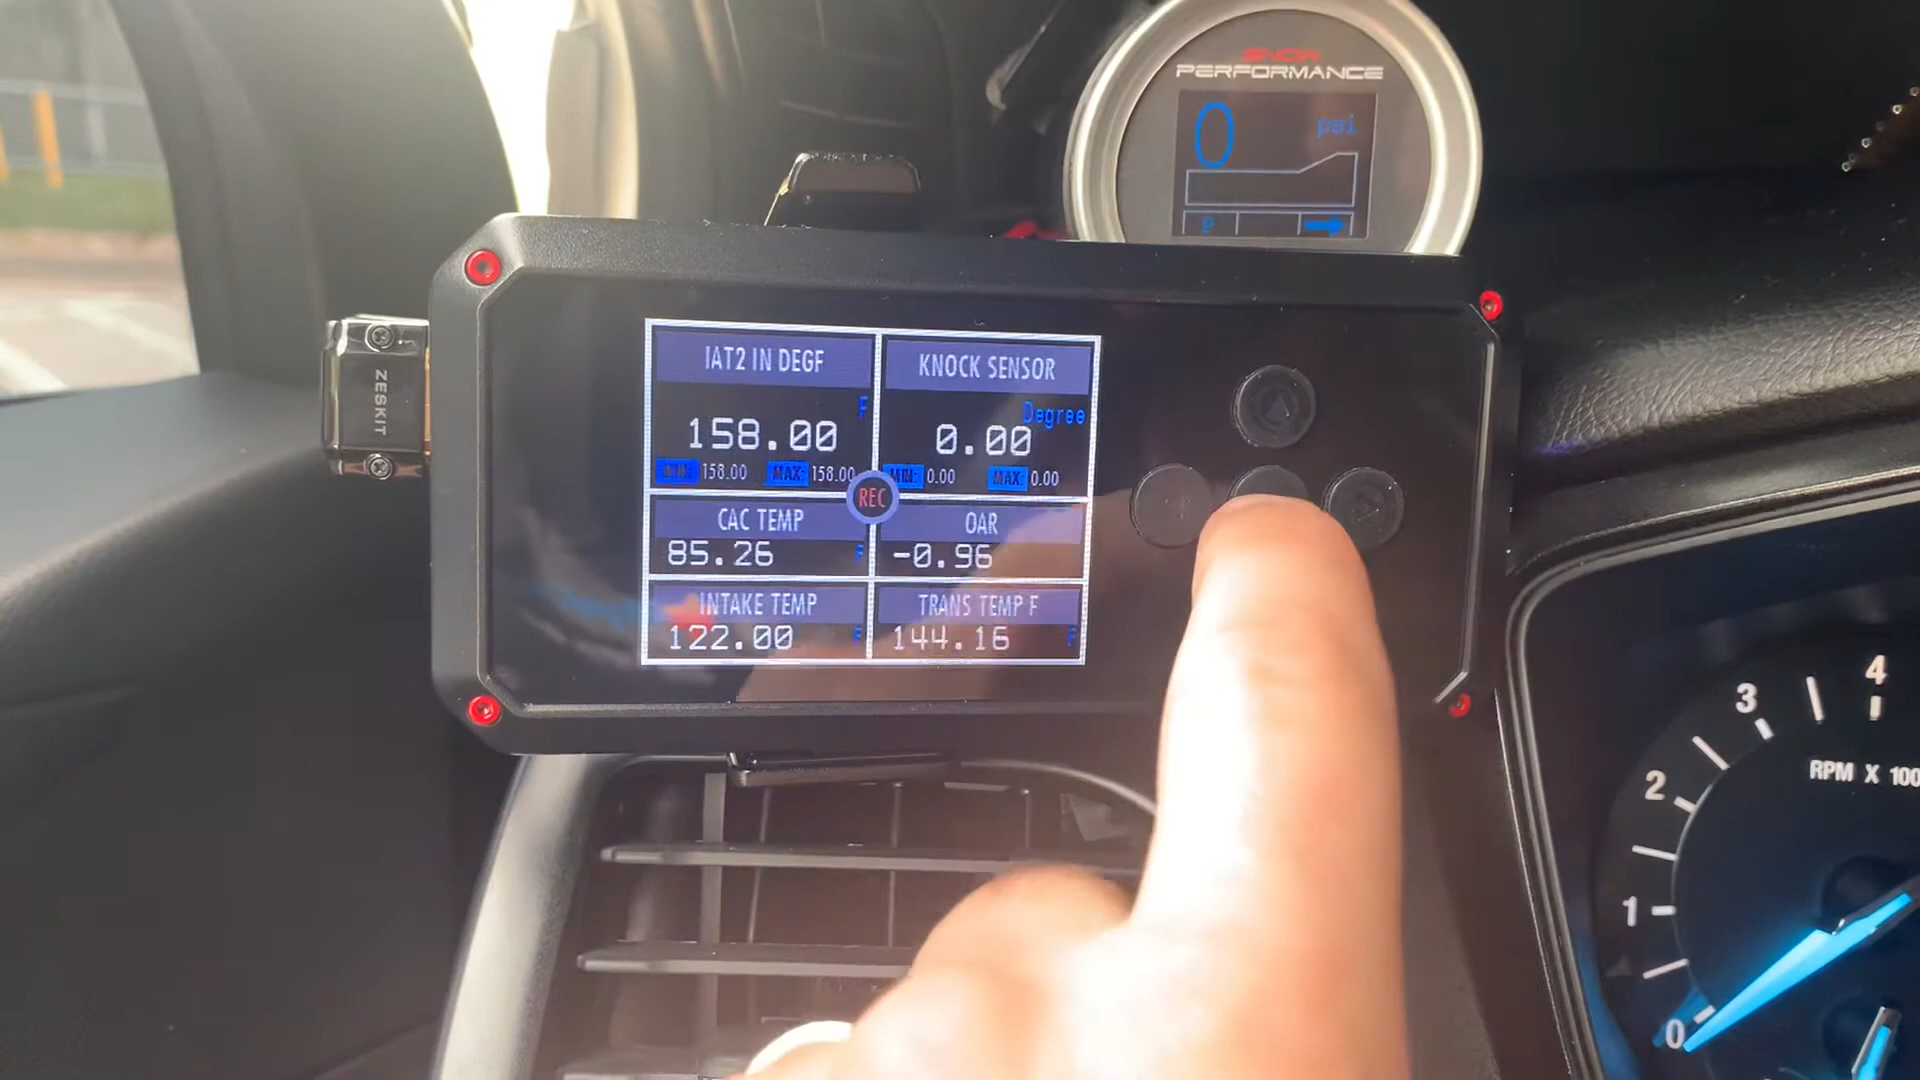 SNOW
PERFORMANCE
0 psi
P
ZESKIT
IAT2 IN DEGF
F
158.00
MIN: 158.00 MAX: 158.00
KNOCK SENSOR
Degree
0.00
MIN: 0.00 MAX: 0.00
REC
CAC TEMP
85.26 F
OAR
-0.96
INTAKE TEMP
122.00 F
TRANS TEMP F
144.16 F
4
3
2
1
0
RPM X 100